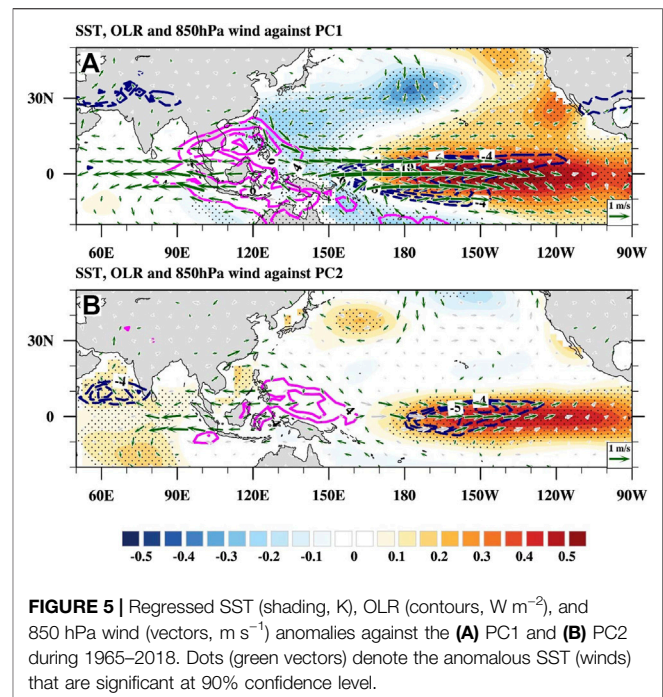 SST, OLR and 850hPa wind against PC1
A
30N
0
-4
1 m/s
60E 90E 120E 150E 180 150W 120W 90W
SST, OLR and 850hPa wind against PC2
B
30N
0
4
-5
-4
1 m/s
60E 90E 120E 150E 180 150W 120W 90W
-0.5 -0.4 -0.3 -0.2 -0.1 0 0.1 0.2 0.3 0.4 0.5
FIGURE 5 | Regressed SST (shading, K), OLR (contours, W m⁻²), and
850 hPa wind (vectors, m s⁻¹) anomalies against the (A) PC1 and (B) PC2
during 1965–2018. Dots (green vectors) denote the anomalous SST (winds)
that are significant at 90% confidence level.